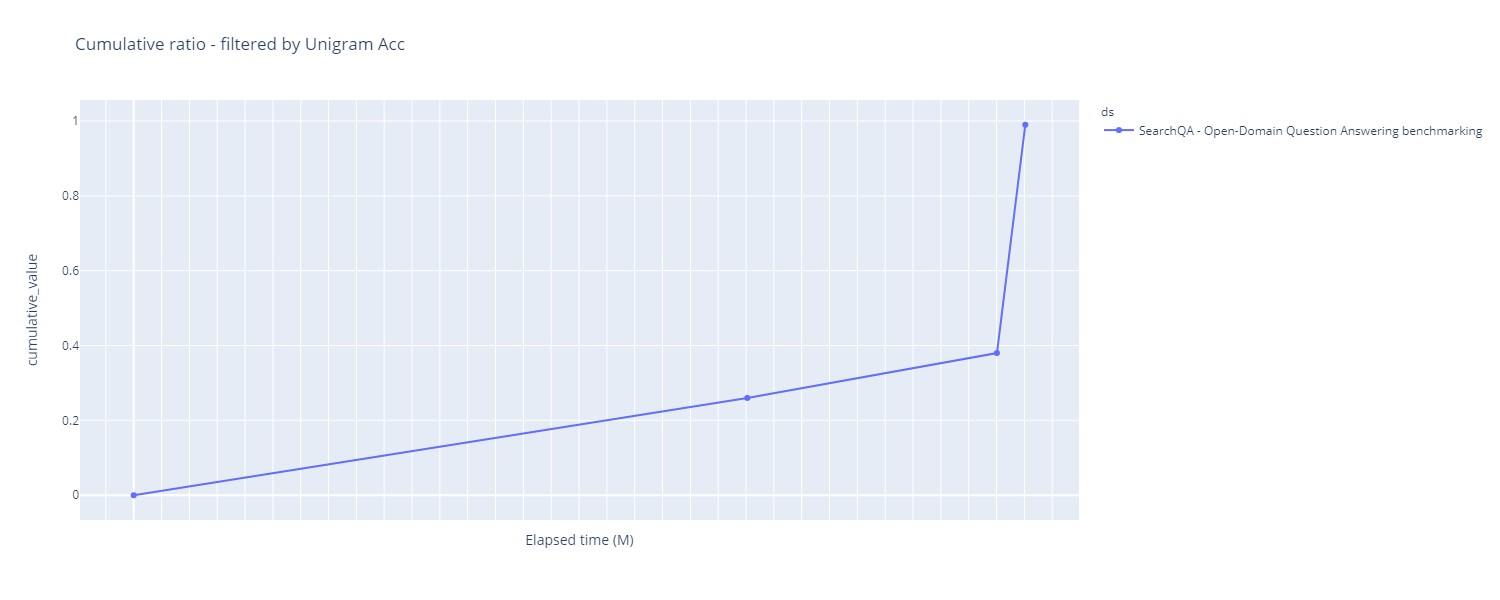 Cumulative ratio - filtered by Unigram Acc
ds
SearchQA - Open-Domain Question Answering benchmarking
1
0.8
0.6
0.4
0.2
0
cumulative_value
Elapsed time (M)